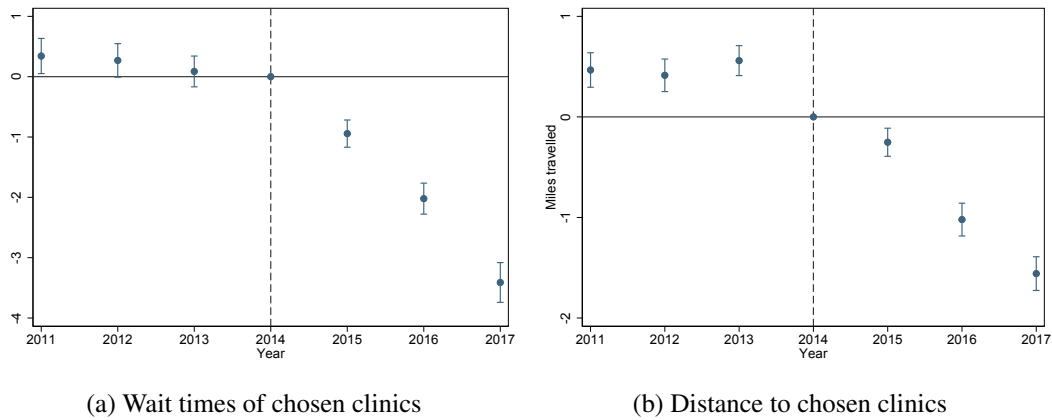 1
0
-1
-2
-3
-4
2011 2012 2013 2014 2015 2016 2017
Year
(a) Wait times of chosen clinics
Miles travelled
1
0
-1
-2
2011 2012 2013 2014 2015 2016 2017
Year
(b) Distance to chosen clinics